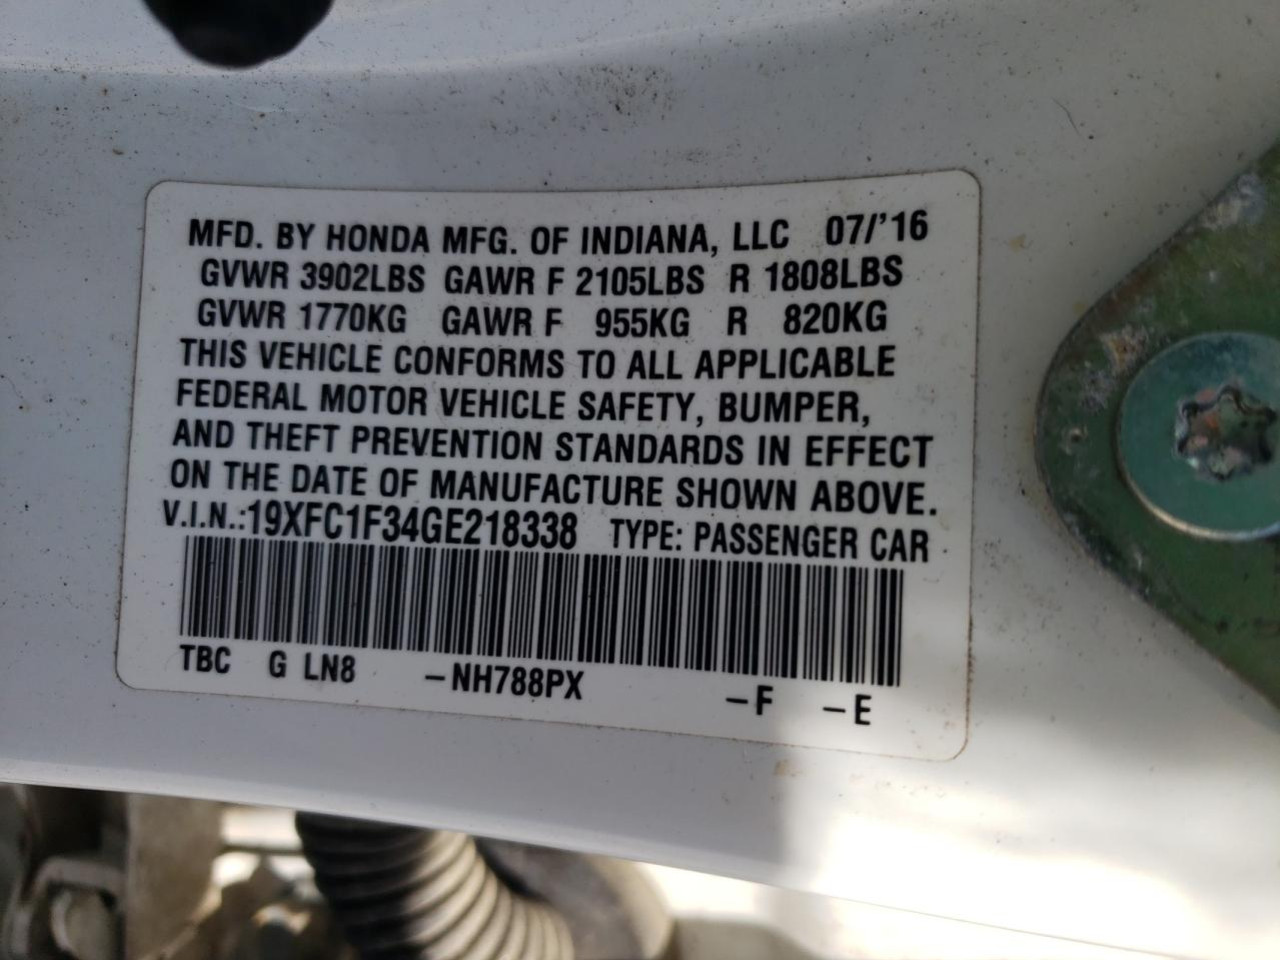 MFD. BY HONDA MFG. OF INDIANA, LLC 07/'16
GVWR 3902LBS GAWR F 2105LBS R 1808LBS
GVWR 1770KG GAWR F 955KG R 820KG
THIS VEHICLE CONFORMS TO ALL APPLICABLE
FEDERAL MOTOR VEHICLE SAFETY, BUMPER,
AND THEFT PREVENTION STANDARDS IN EFFECT
ON THE DATE OF MANUFACTURE SHOWN ABOVE.
V.I.N.:19XFC1F34GE218338 TYPE: PASSENGER CAR
TBC G LN8 –NH788PX –F –E